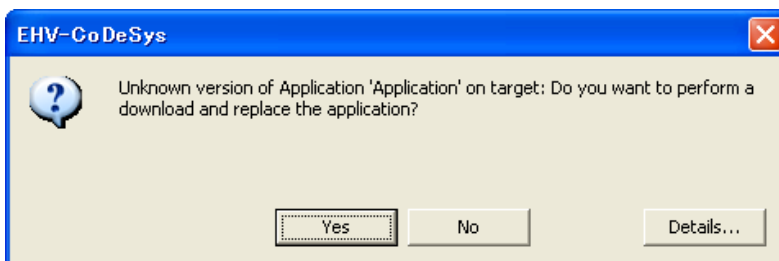 EHV-CoDeSys
Unknown version of Application 'Application' on target: Do you want to perform a
download and replace the application?
Yes No Details...